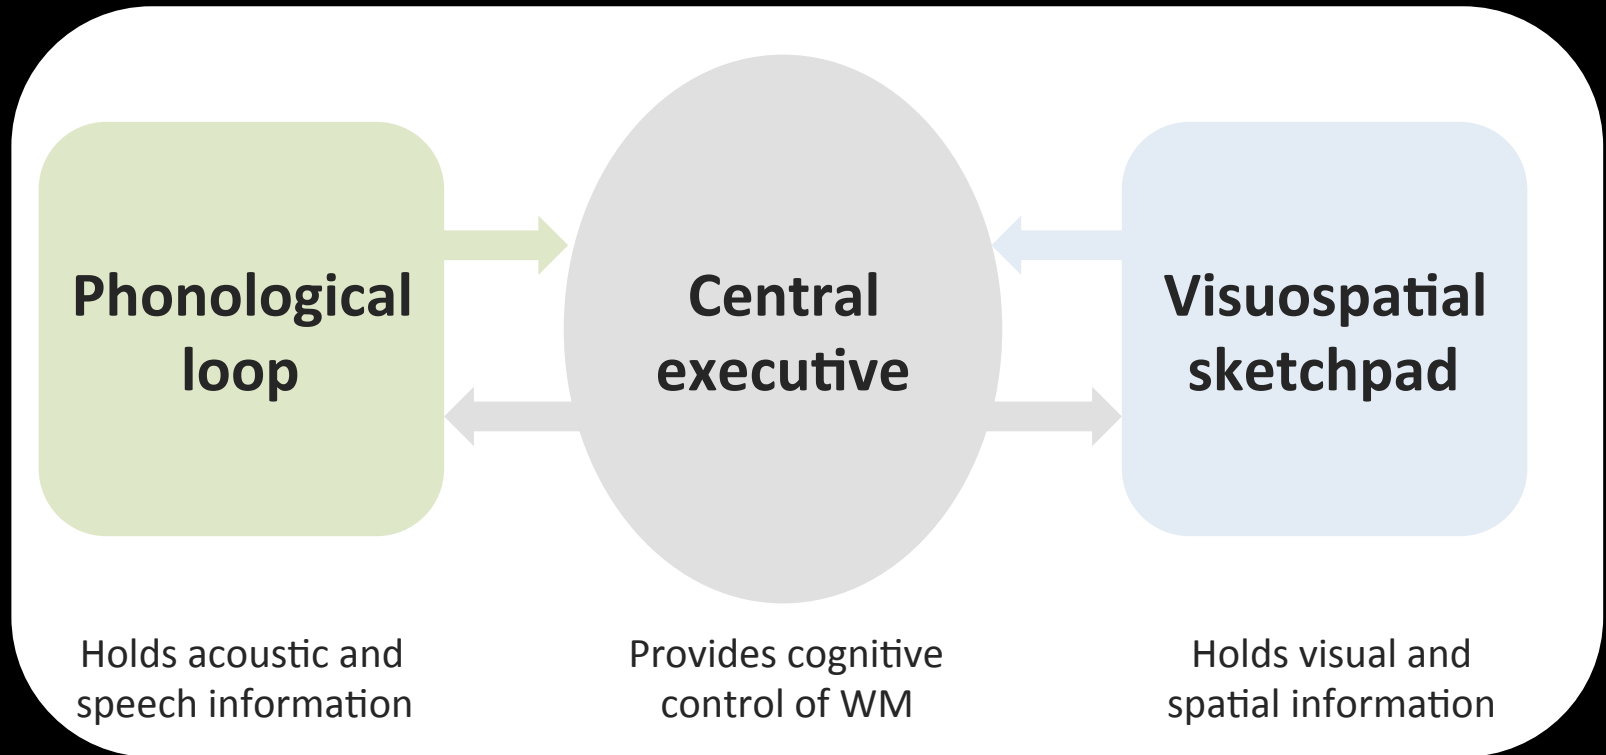 Phonological
loop
Central
executive
Visuospatial
sketchpad
Holds acoustic and
speech information
Provides cognitive
control of WM
Holds visual and
spatial information